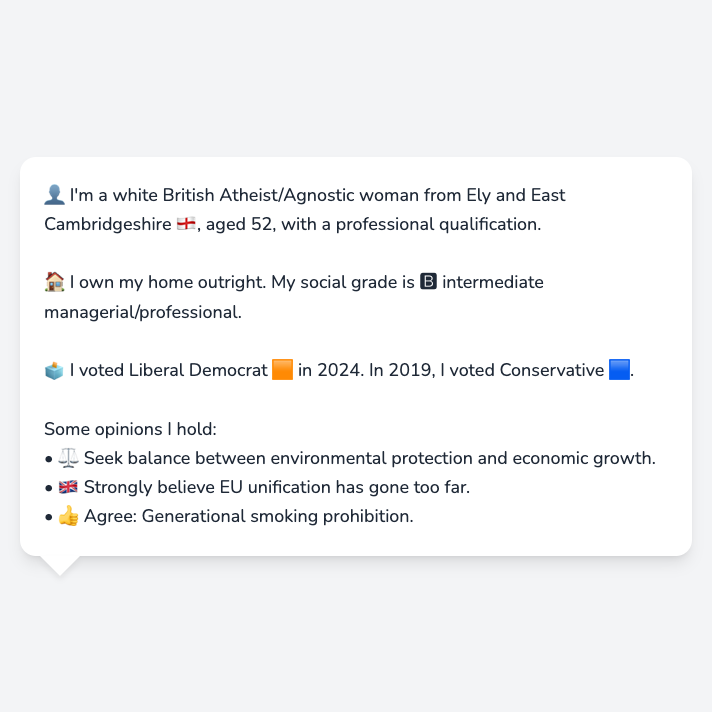 👤 I'm a white British Atheist/Agnostic woman from Ely and East
Cambridgeshire 🏴󠁧󠁢󠁥󠁮󠁧󠁿, aged 52, with a professional qualification.
🏠 I own my home outright. My social grade is 🅱 intermediate
managerial/professional.
🗳️ I voted Liberal Democrat 🟧 in 2024. In 2019, I voted Conservative 🟦.
Some opinions I hold:
• ⚖️ Seek balance between environmental protection and economic growth.
• 🇬🇧 Strongly believe EU unification has gone too far.
• 👍 Agree: Generational smoking prohibition.